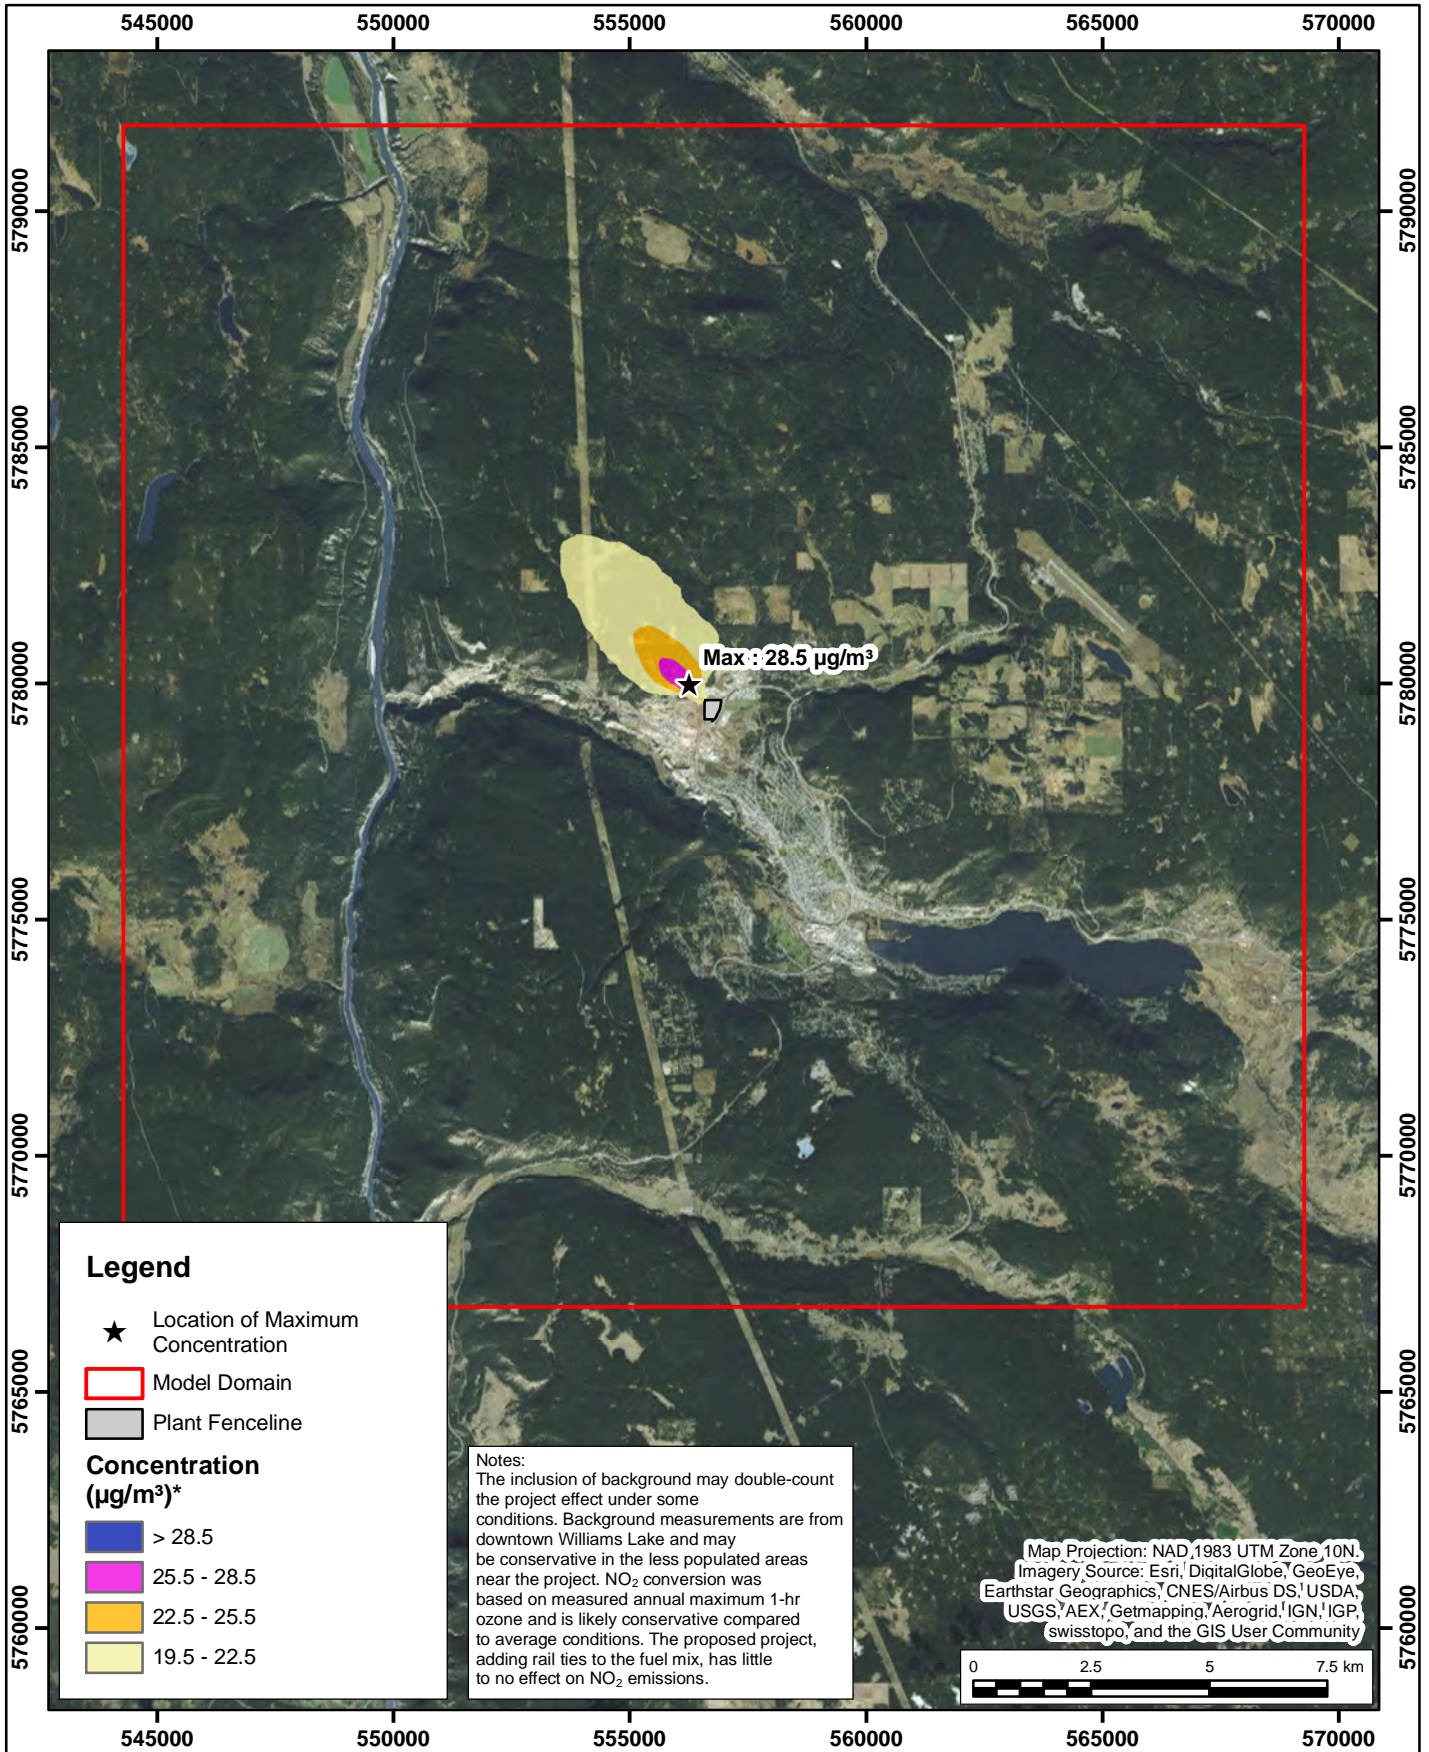 545000 550000 555000 560000 565000 570000
5790000 5790000
5785000 5785000
5780000 5780000
5775000 5775000
5770000 5770000
5765000 5765000
5760000 5760000
Max : 28.5 µg/m³
Legend
Location of Maximum
Concentration
Model Domain
Plant Fenceline
Concentration
(µg/m³)*
> 28.5
25.5 - 28.5
22.5 - 25.5
19.5 - 22.5
Notes:
The inclusion of background may double-count
the project effect under some
conditions. Background measurements are from
downtown Williams Lake and may
be conservative in the less populated areas
near the project. NO₂ conversion was
based on measured annual maximum 1-hr
ozone and is likely conservative compared
to average conditions. The proposed project,
adding rail ties to the fuel mix, has little
to no effect on NO₂ emissions.
Map Projection: NAD 1983 UTM Zone 10N.
Imagery Source: Esri, DigitalGlobe, GeoEye,
Earthstar Geographics, CNES/Airbus DS, USDA,
USGS, AEX, Getmapping, Aerogrid, IGN, IGP,
swisstopo, and the GIS User Community
0 2.5 5 7.5 km
545000 550000 555000 560000 565000 570000